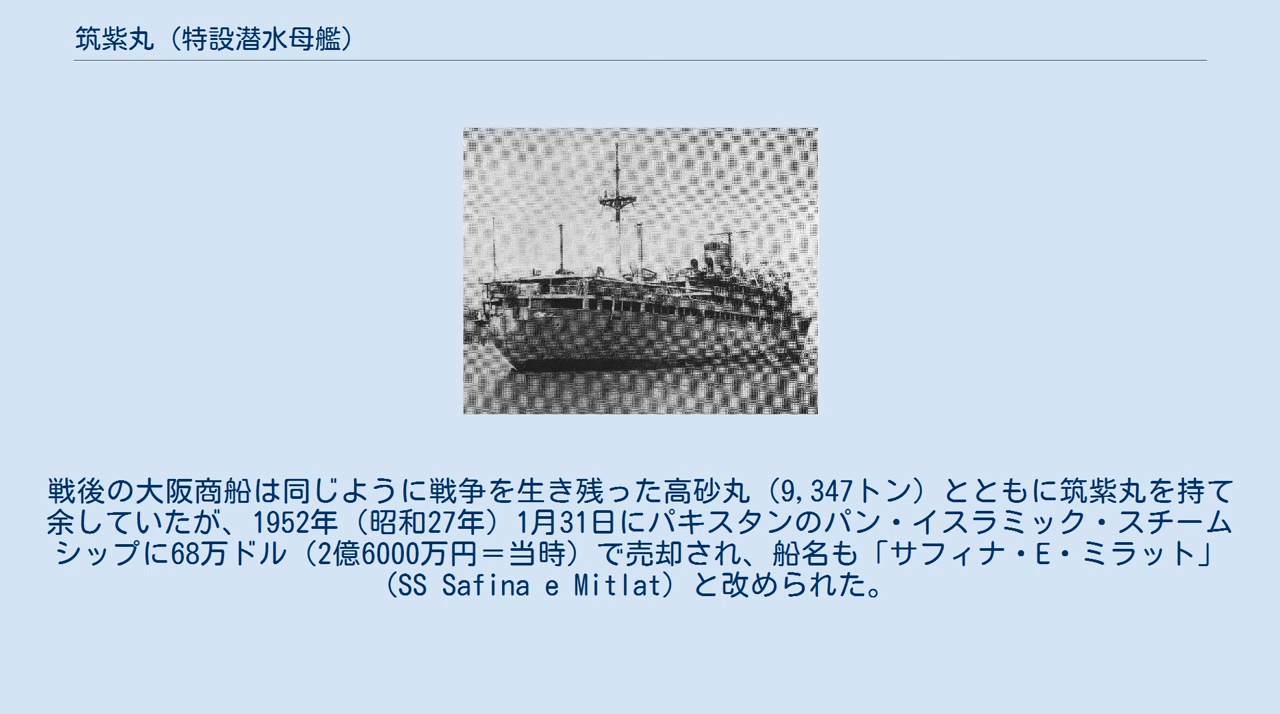 筑紫丸（特設潜水母艦）
戦後の大阪商船は同じように戦争を生き残った高砂丸（9,347トン）とともに筑紫丸を持て
余していたが、1952年（昭和27年）1月31日にパキスタンのパン・イスラミック・スチーム
シップに68万ドル（2億6000万円＝当時）で売却され、船名も「サフィナ・E・ミラット」
（SS Safina e Mitlat）と改められた。